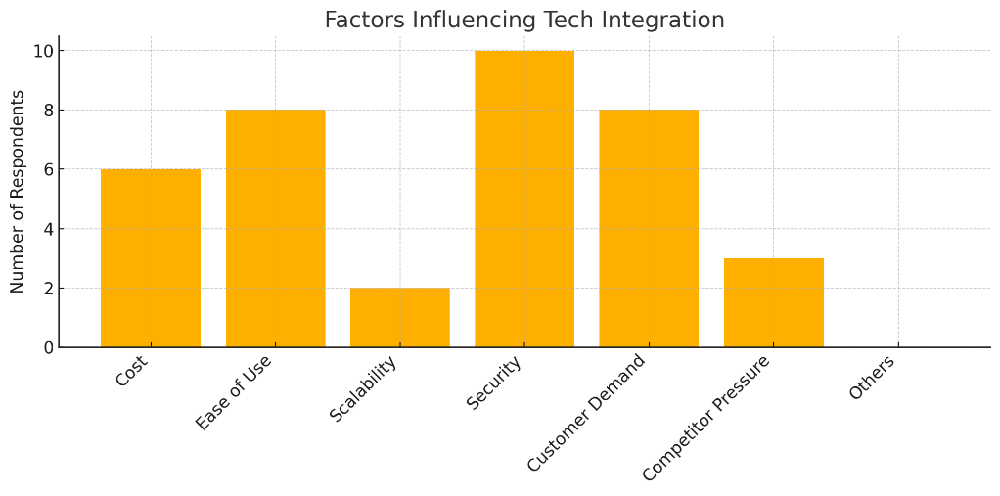 Factors Influencing Tech Integration
Number of Respondents
10
8
6
4
2
0
Cost
Ease of Use
Scalability
Security
Customer Demand
Competitor Pressure
Others